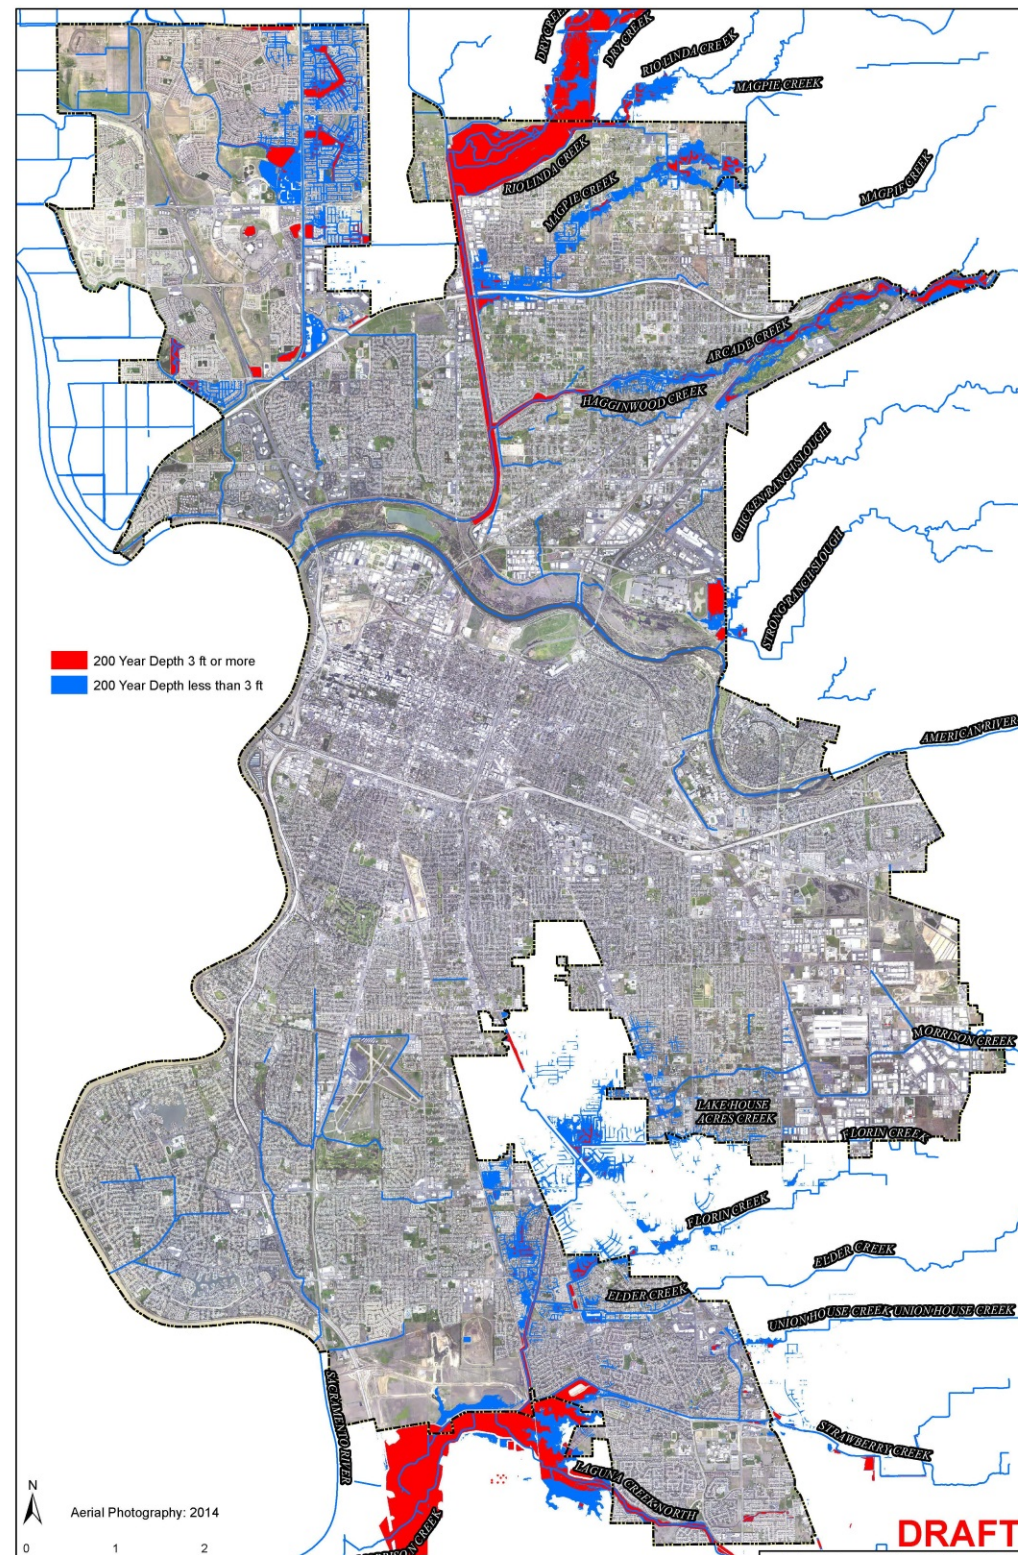 DRY CREEK
DRY CREEK
RIO LINDA CREEK
MAGPIE CREEK
RIO LINDA CREEK
MAGPIE CREEK
MAGPIE CREEK
ARCADE CREEK
HAGGINWOOD CREEK
CHICKEN RANCH SLOUGH
STRONG RANCH SLOUGH
200 Year Depth 3 ft or more
200 Year Depth less than 3 ft
AMERICAN RIVER
MORRISON CREEK
LAKE HOUSE
ACRES CREEK
FLORIN CREEK
FLORIN CREEK
ELDER CREEK
ELDER CREEK
UNION HOUSE CREEK UNION HOUSE CREEK
SACRAMENTO RIVER
STRAWBERRY CREEK
LAGUNA CREEK NORTH
N
Aerial Photography: 2014
DRAFT
RRISON CREEK
0 1 2